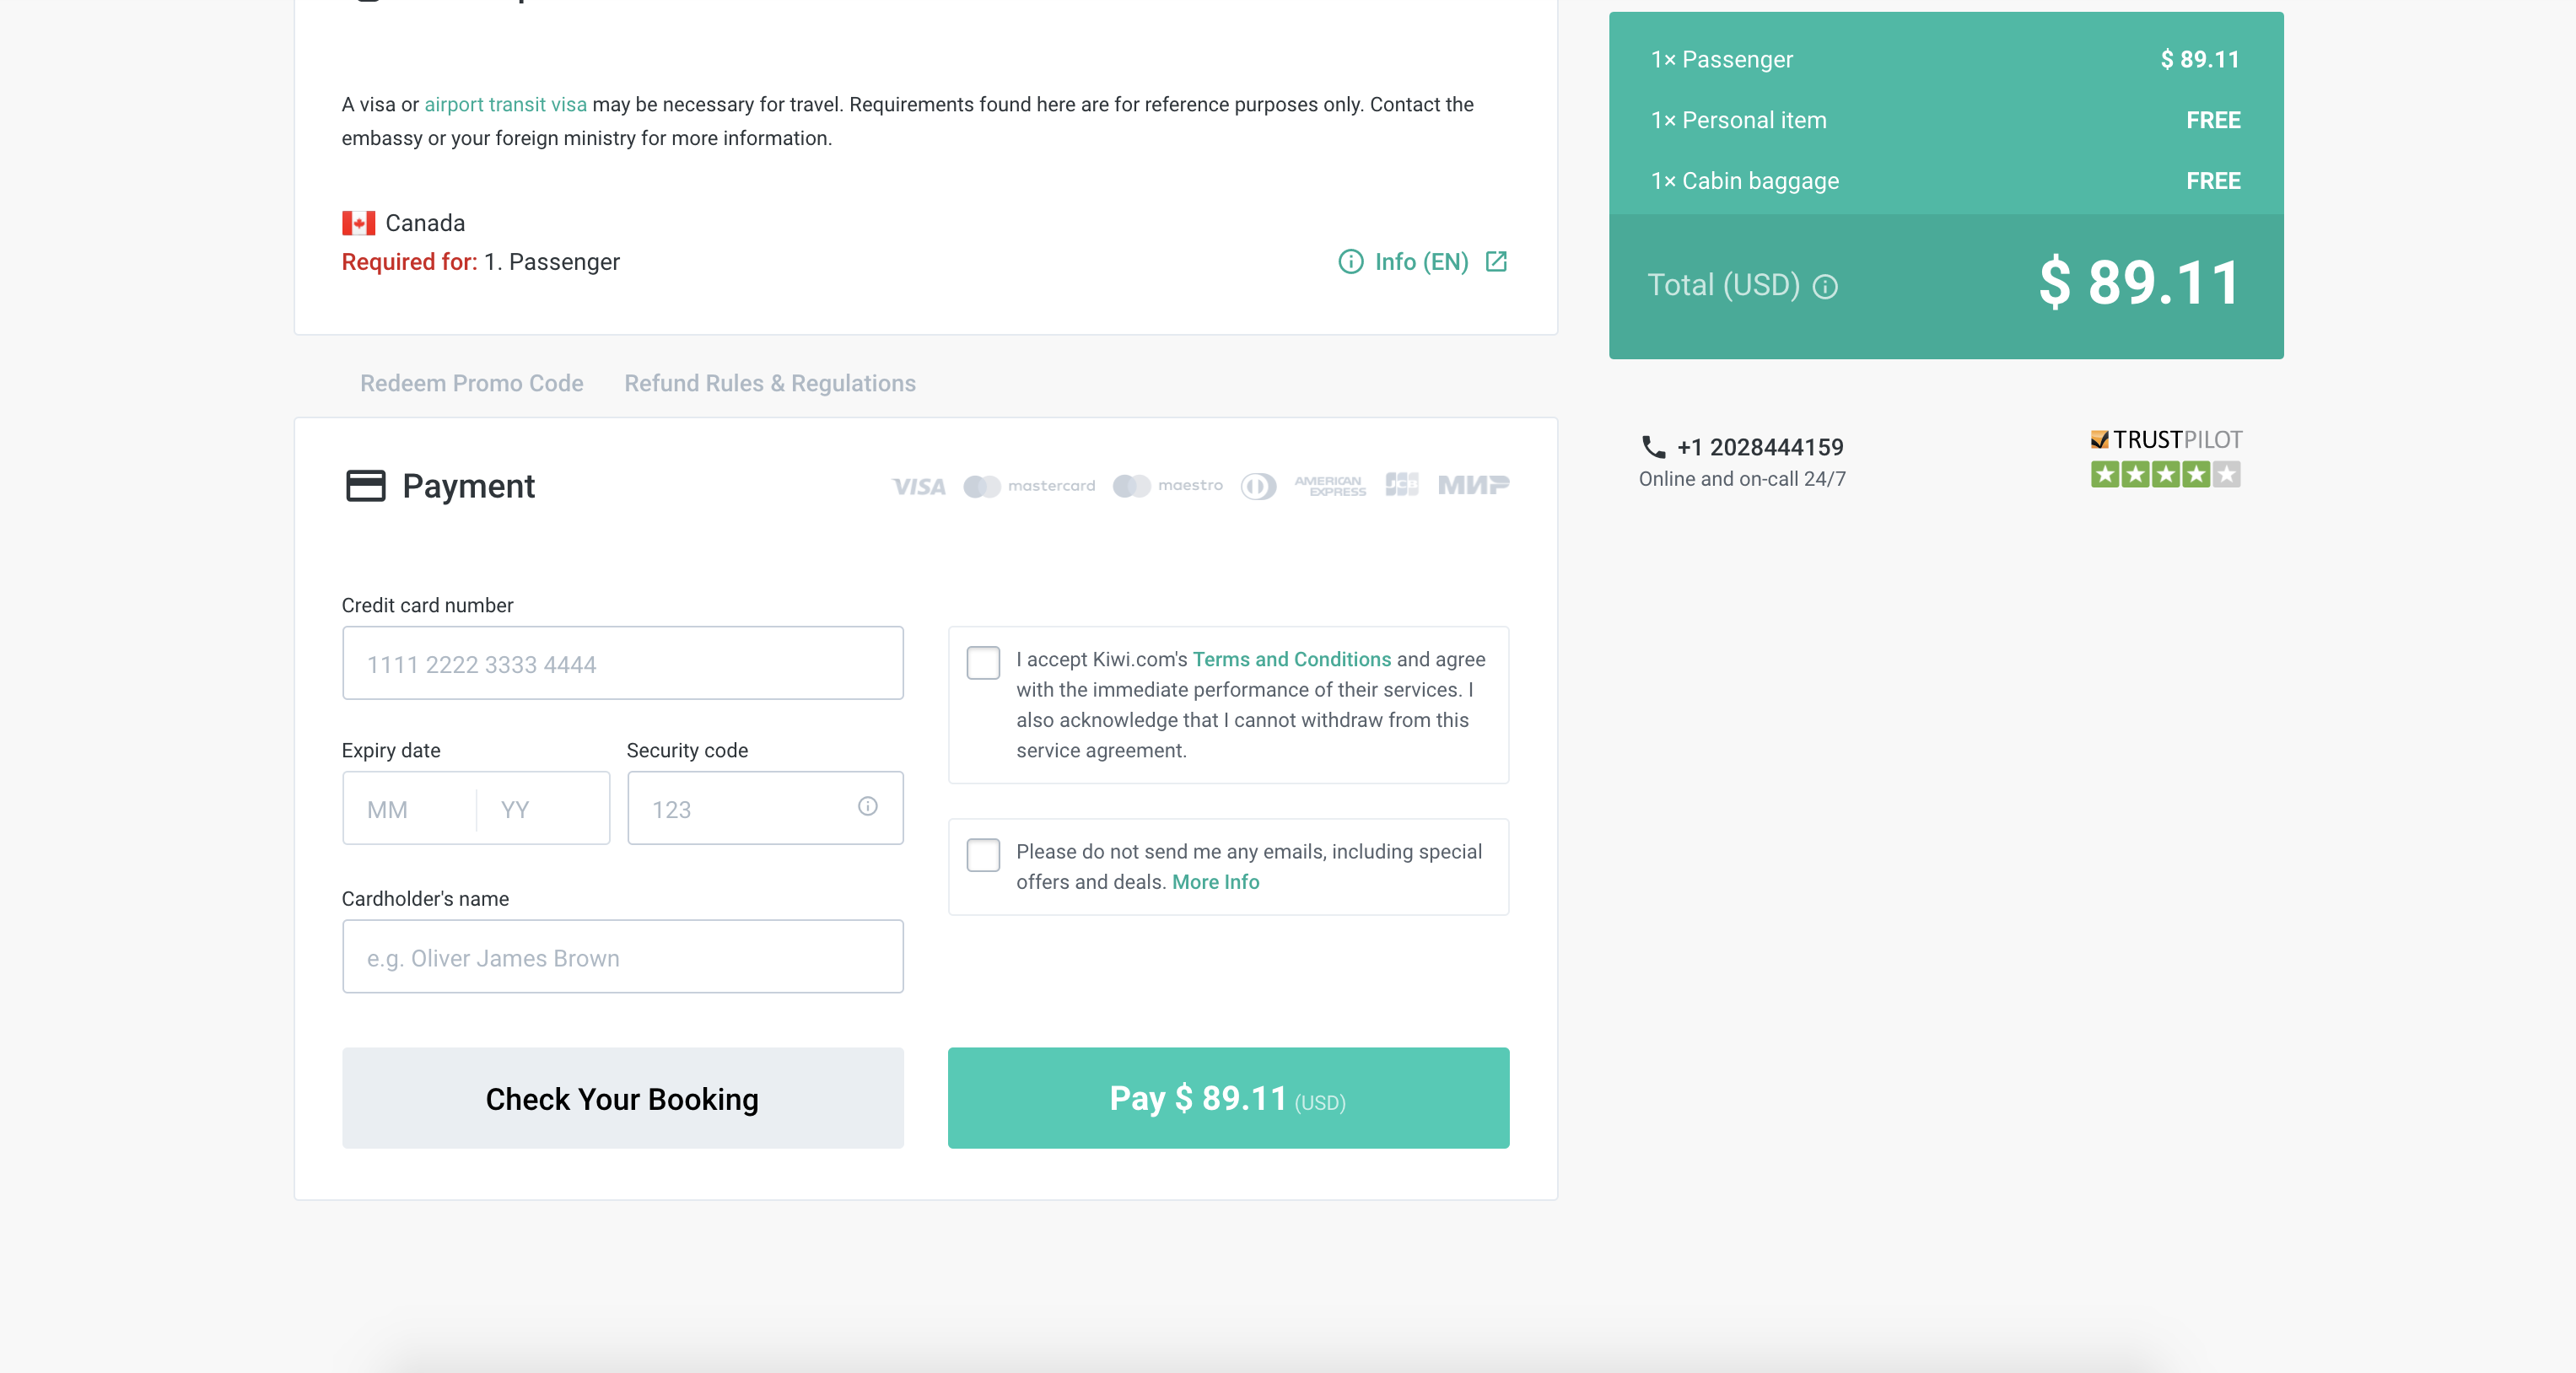 A visa or airport transit visa may be necessary for travel. Requirements found here are for reference purposes only. Contact the
embassy or your foreign ministry for more information.
Canada
Required for: 1. Passenger
Info (EN)
Redeem Promo Code
Refund Rules & Regulations
Payment
VISA
mastercard
maestro
AMERICAN
EXPRESS
JCB
МИР
Credit card number
1111 2222 3333 4444
Expiry date
Security code
MM
YY
123
Cardholder's name
e.g. Oliver James Brown
I accept Kiwi.com's Terms and Conditions and agree
with the immediate performance of their services. I
also acknowledge that I cannot withdraw from this
service agreement.
Please do not send me any emails, including special
offers and deals. More Info
Check Your Booking
Pay $ 89.11 (USD)
1× Passenger
$ 89.11
1× Personal item
FREE
1× Cabin baggage
FREE
Total (USD)
$ 89.11
+1 2028444159
Online and on-call 24/7
TRUSTPILOT